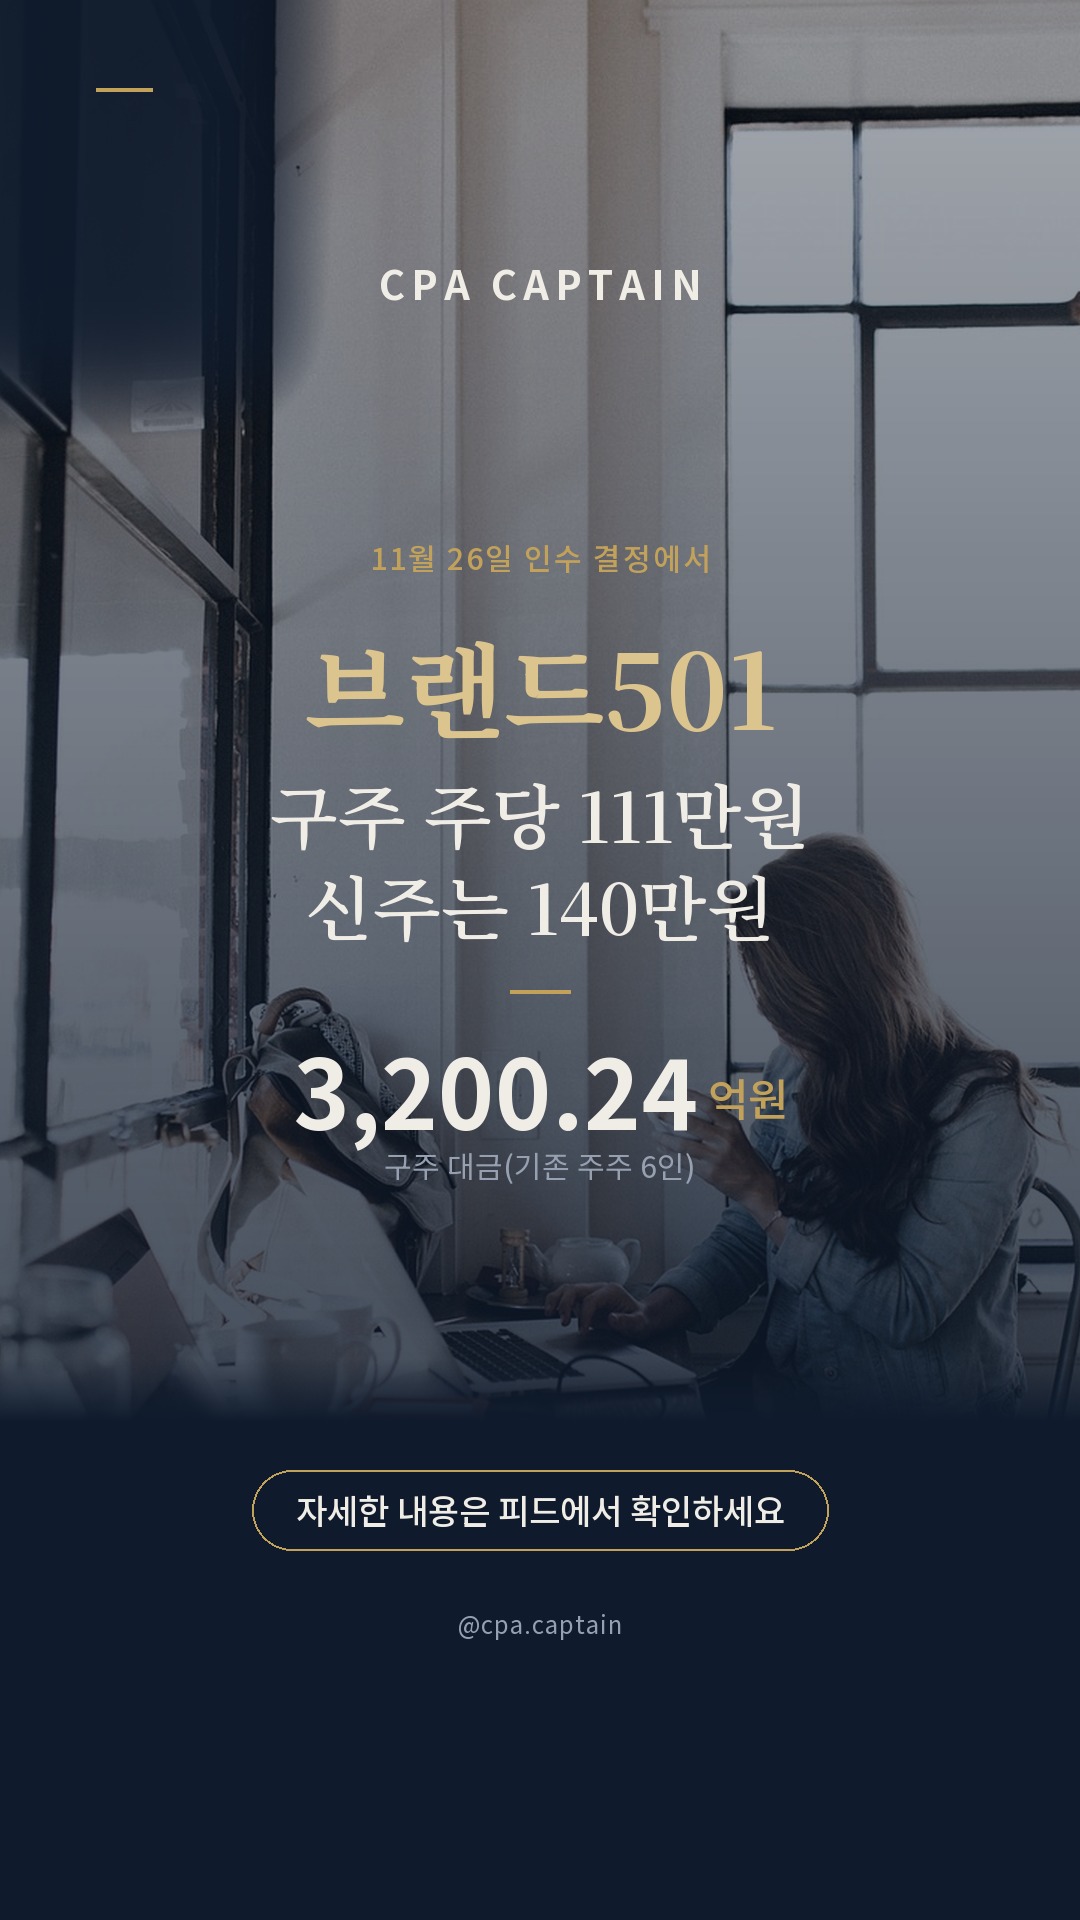 CPA CAPTAIN
11월 26일 인수 결정에서
브랜드501
구주 주당 111만원
신주는 140만원
3,200.24 억원
구주 대금(기존 주주 6인)
자세한 내용은 피드에서 확인하세요
@cpa.captain